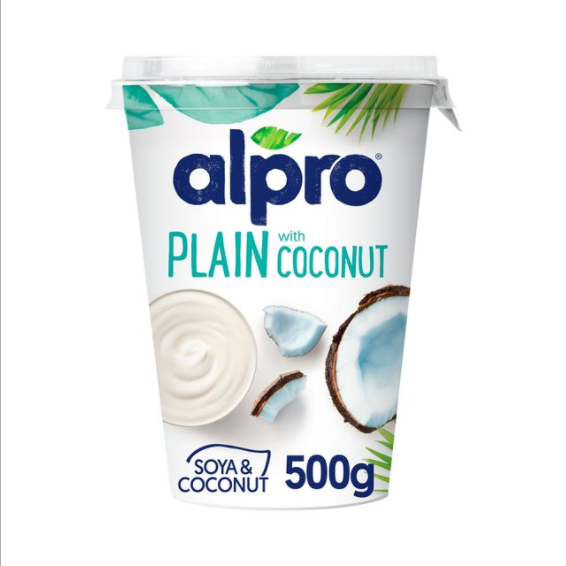 alpro®
PLAIN with COCONUT
SOYA &
COCONUT
500g